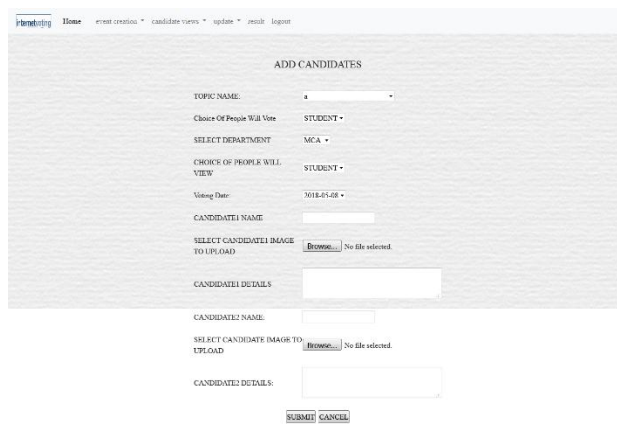 internetvoting Home event creation candidate views update result logout
ADD CANDIDATES
TOPIC NAME: a
Choice Of People Will Vote STUDENT
SELECT DEPARTMENT MCA
CHOICE OF PEOPLE WILL
VIEW STUDENT
Voting Date 2018-05-08
CANDIDATE1 NAME
SELECT CANDIDATE1 IMAGE
TO UPLOAD Browse... No file selected.
CANDIDATE1 DETAILS
CANDIDATE2 NAME:
SELECT CANDIDATE IMAGE TO
UPLOAD Browse... No file selected.
CANDIDATE2 DETAILS:
SUBMIT CANCEL